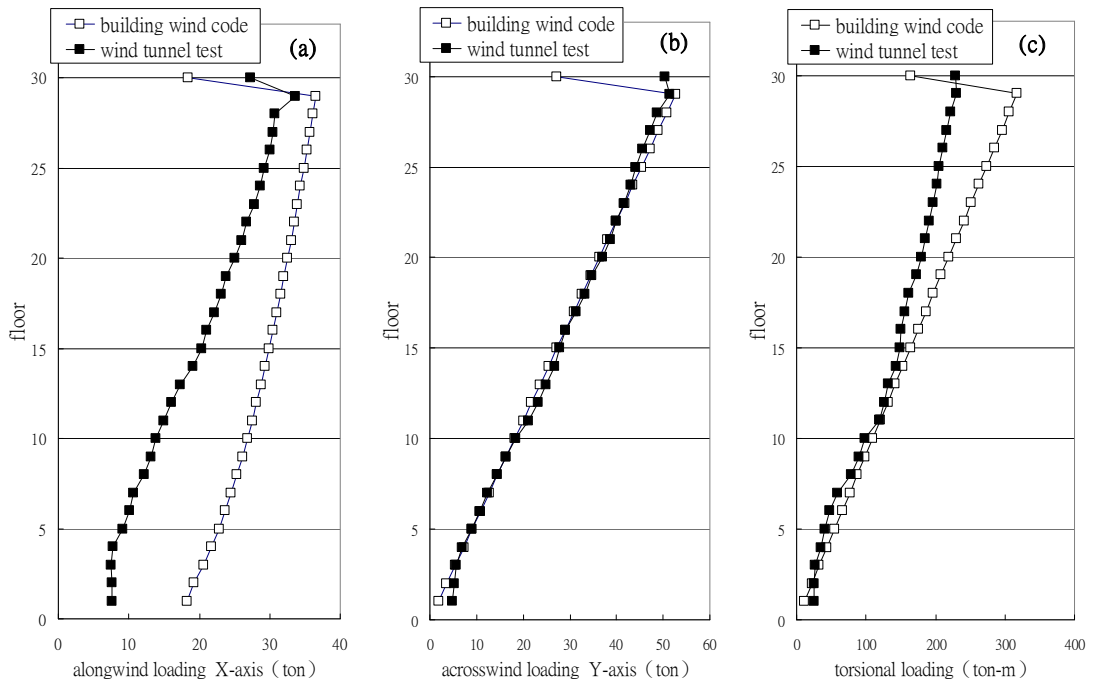 building wind code
wind tunnel test
(a)
30
25
20
15
10
5
0
floor
0 10 20 30 40
alongwind loading X-axis (ton)
building wind code
wind tunnel test
(b)
30
25
20
15
10
5
0
floor
0 10 20 30 40 50 60
acrosswind loading Y-axis (ton)
building wind code
wind tunnel test
(c)
30
25
20
15
10
5
0
floor
0 100 200 300 400
torsional loading (ton-m)